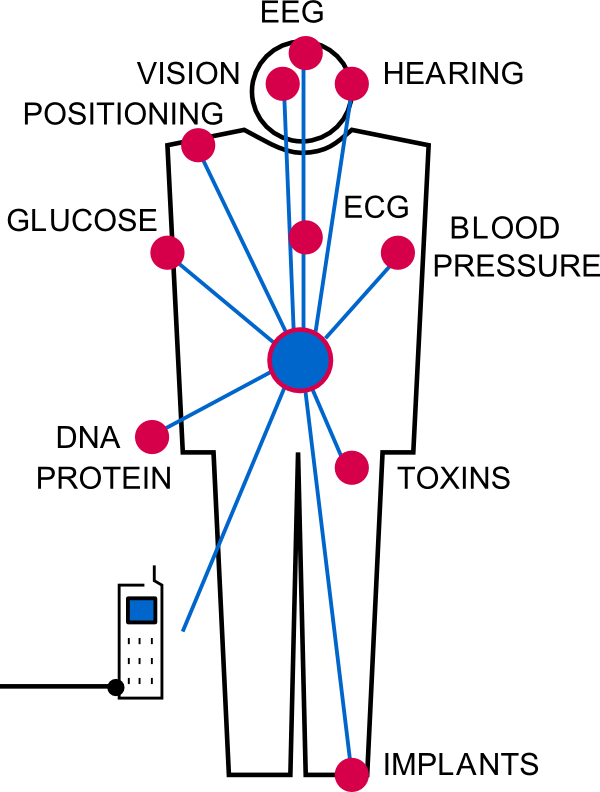 EEG
VISION
HEARING
POSITIONING
ECG
GLUCOSE
BLOOD
PRESSURE
DNA
PROTEIN
TOXINS
IMPLANTS